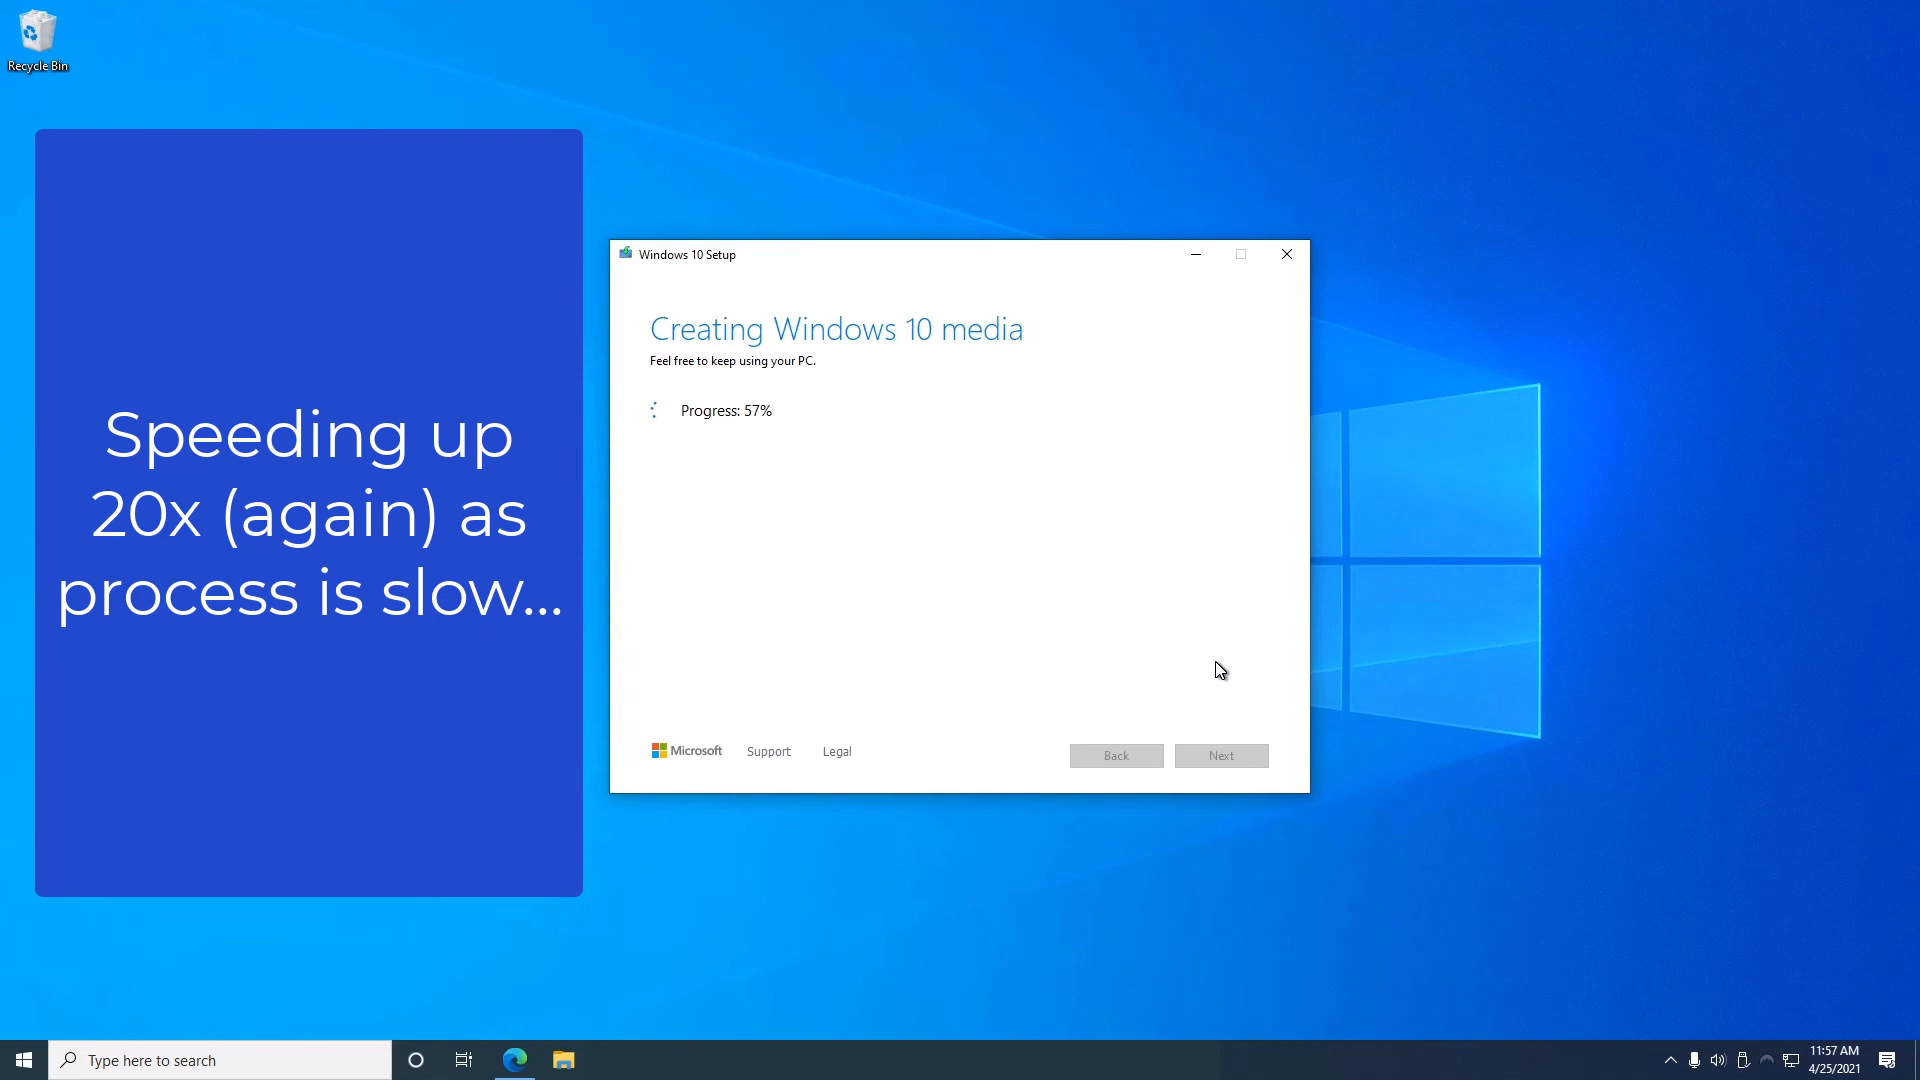 Recycle Bin
Speeding up
20x (again) as
process is slow...
Windows 10 Setup
Creating Windows 10 media
Feel free to keep using your PC.
Progress: 57%
Microsoft
Support
Legal
Back
Next
Type here to search
11:57 AM
4/25/2021